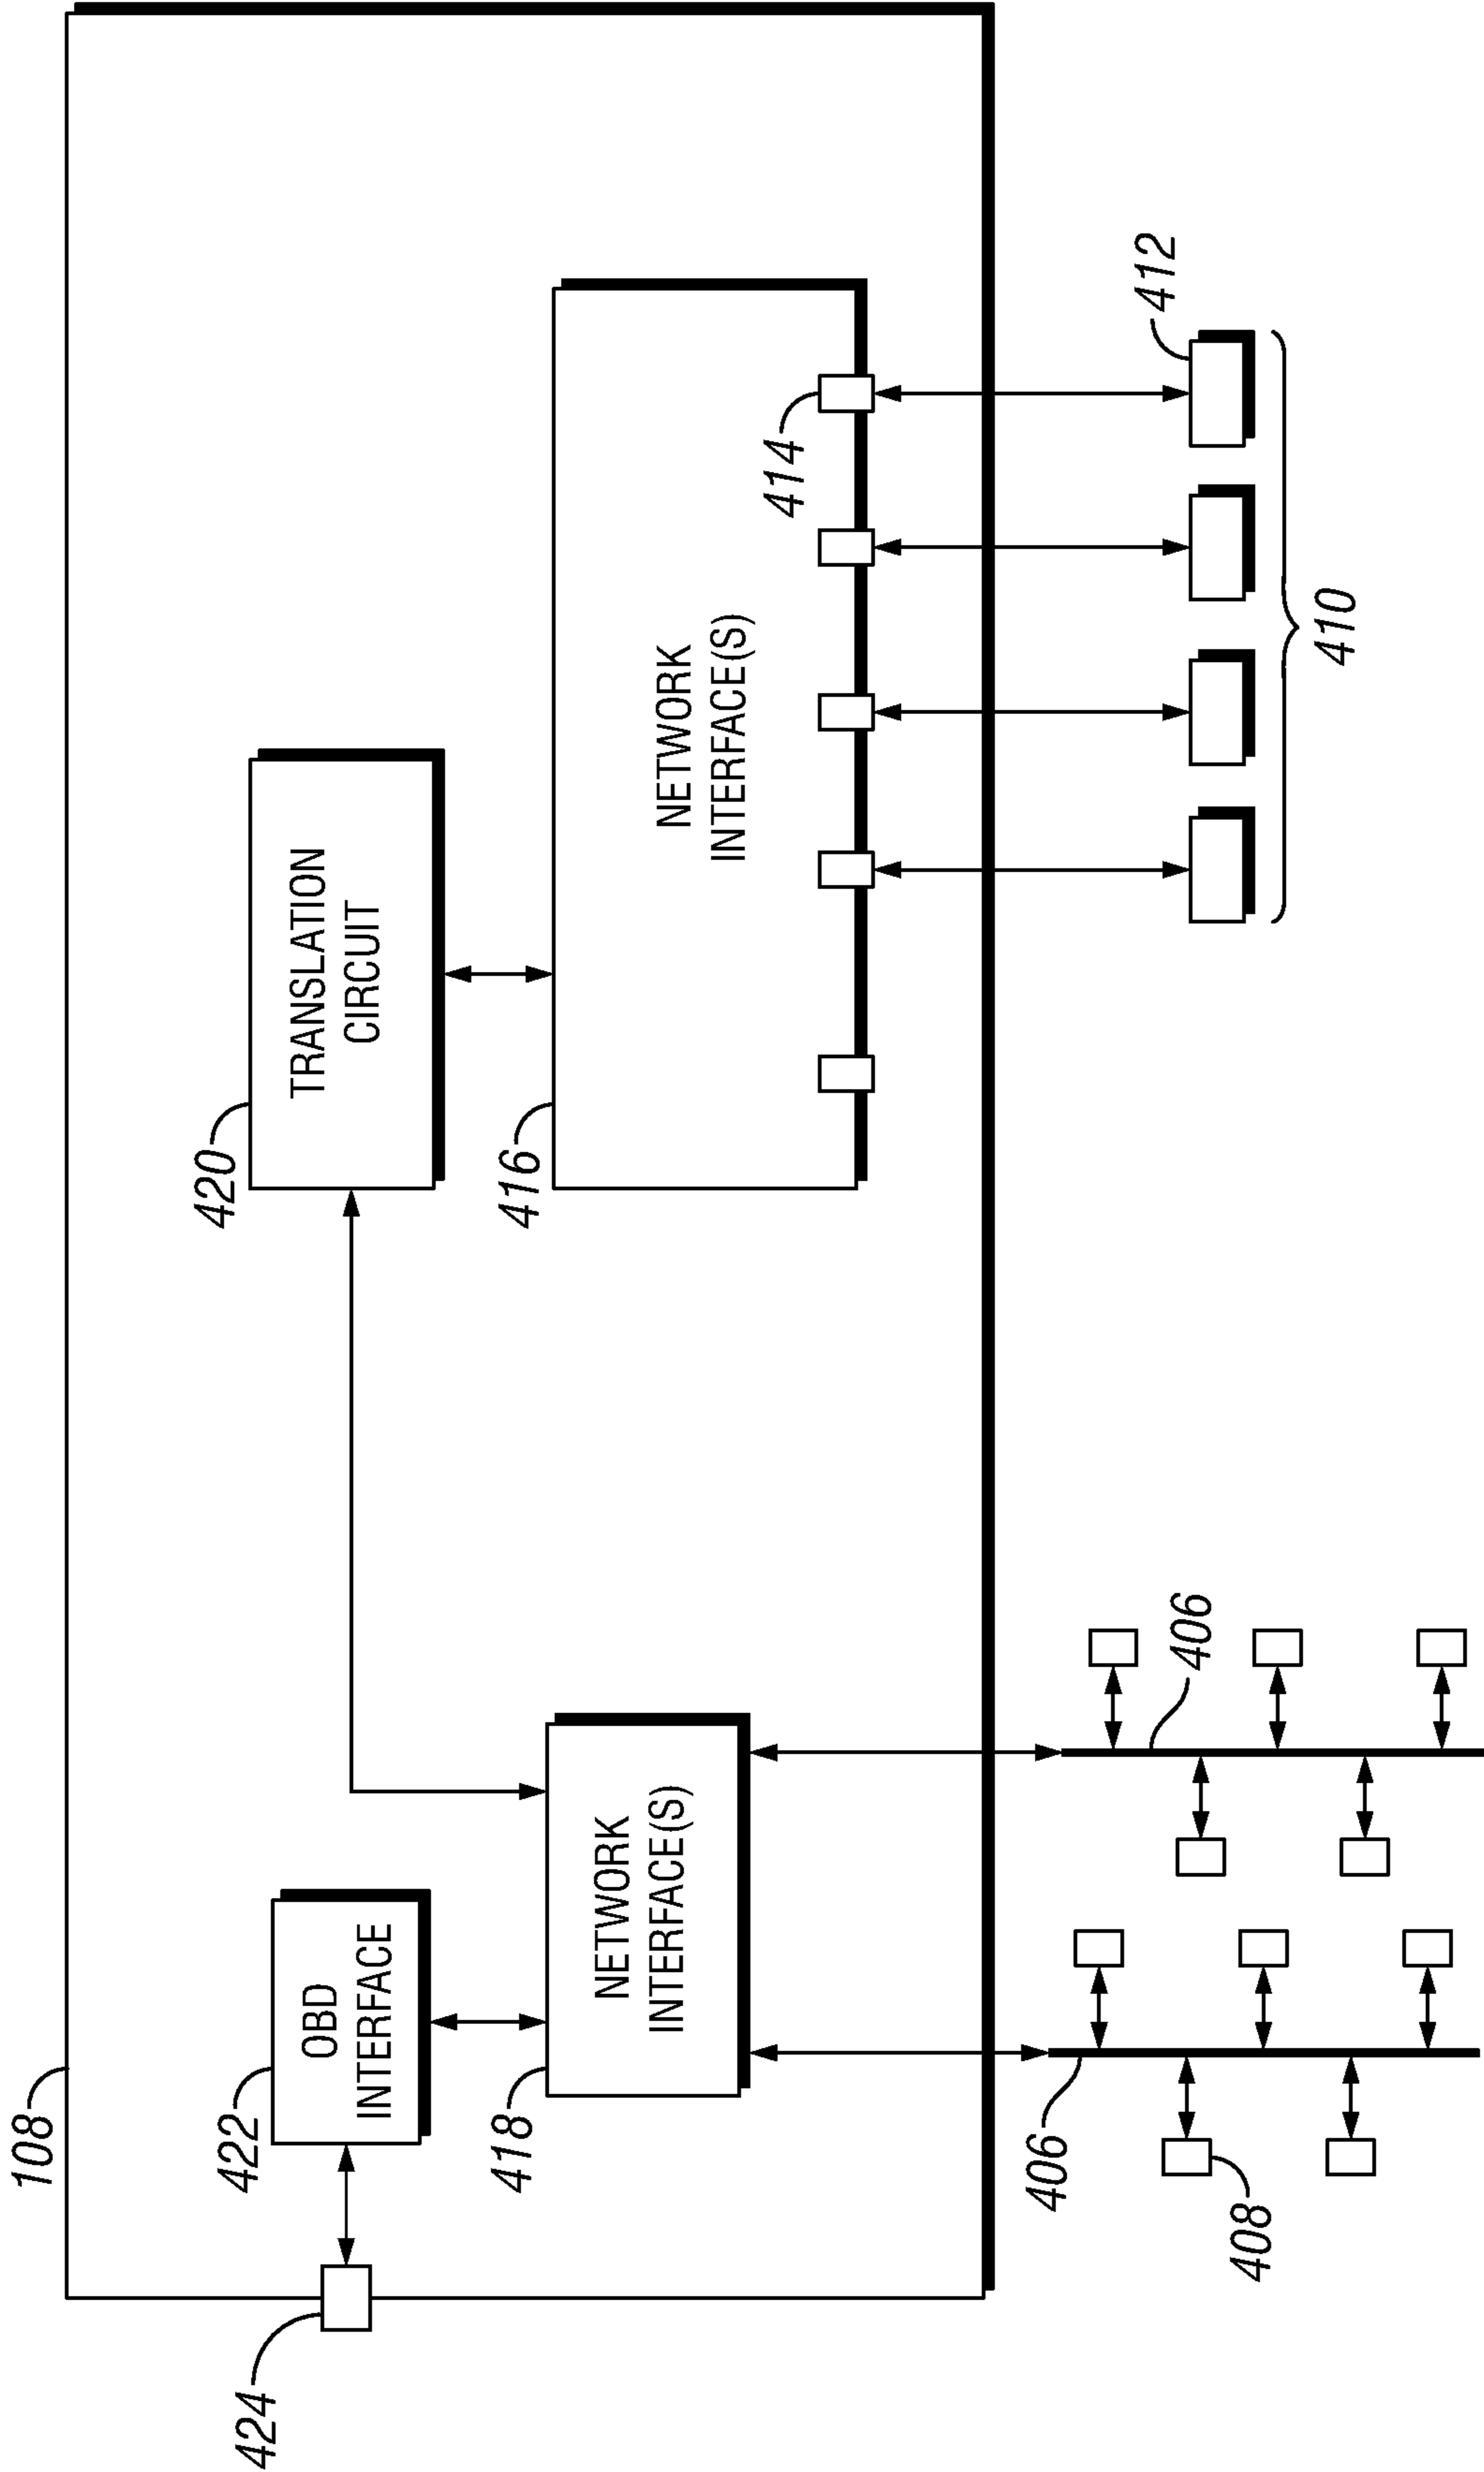 108
424
422
OBD
INTERFACE
420
TRANSLATION
CIRCUIT
418
NETWORK
INTERFACE(S)
416
NETWORK
INTERFACE(S)
414
406
408
406
412
410